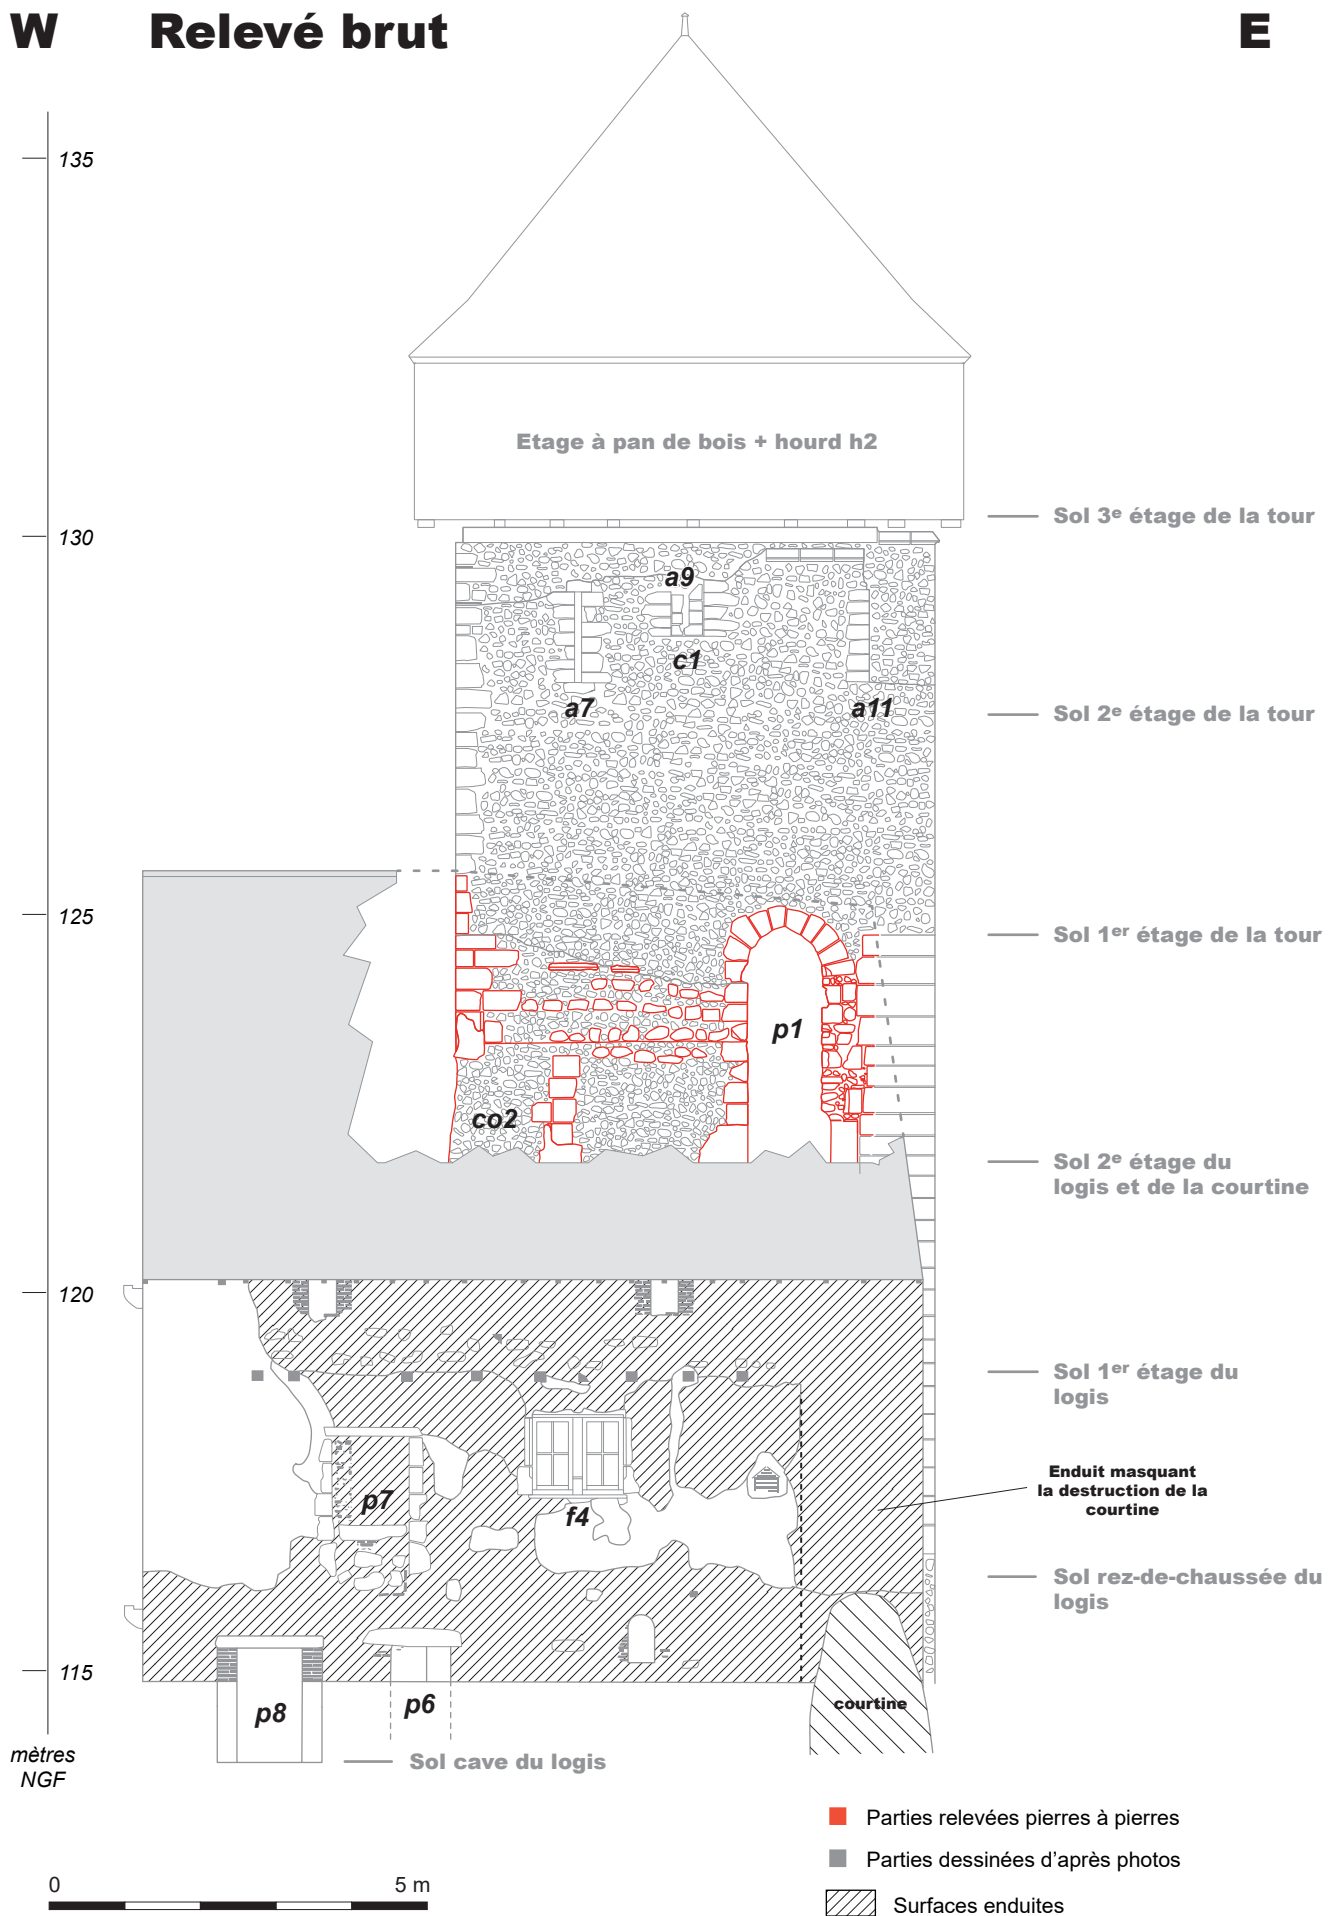 W Relevé brut E
135
Etage à pan de bois + hourd h2
Sol 3e étage de la tour
130
a9
c1
a7
a11
Sol 2e étage de la tour
125
Sol 1er étage de la tour
p1
co2
Sol 2e étage du
logis et de la courtine
120
Sol 1er étage du
logis
Enduit masquant
la destruction de la
courtine
p7
f4
Sol rez-de-chaussée du
logis
115
p8
p6
courtine
mètres
NGF
Sol cave du logis
Parties relevées pierres à pierres
Parties dessinées d'après photos
Surfaces enduites
0 5 m